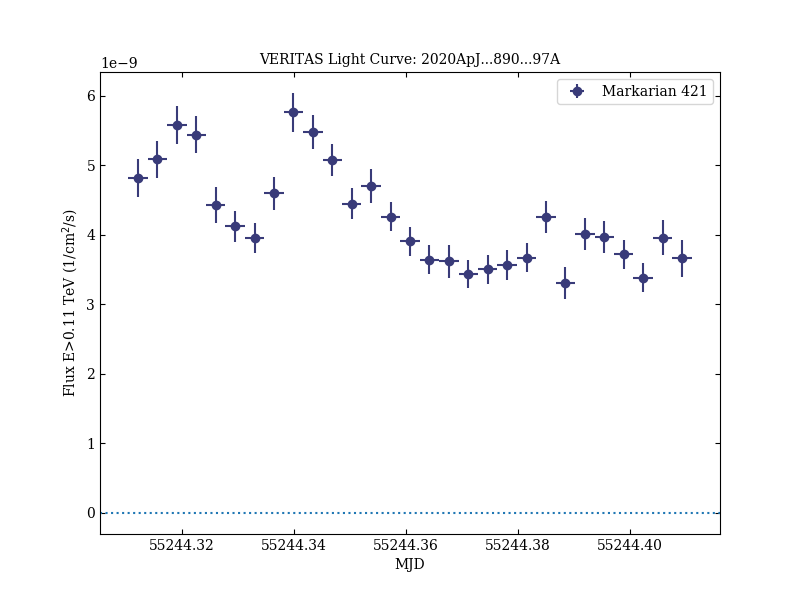 VERITAS Light Curve: 2020ApJ...890...97A
1e−9
Markarian 421
6
5
4
3
2
1
0
Flux E>0.11 TeV (1/cm²/s)
55244.32 55244.34 55244.36 55244.38 55244.40
MJD